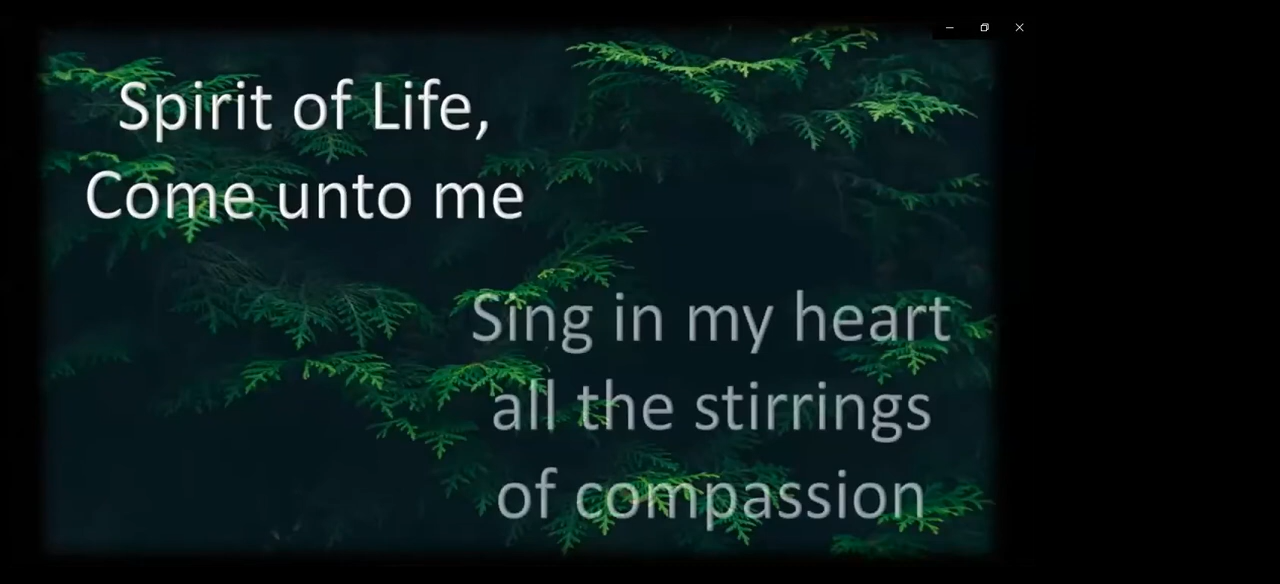 Spirit of Life,
Come unto me
Sing in my heart
all the stirrings
of compassion